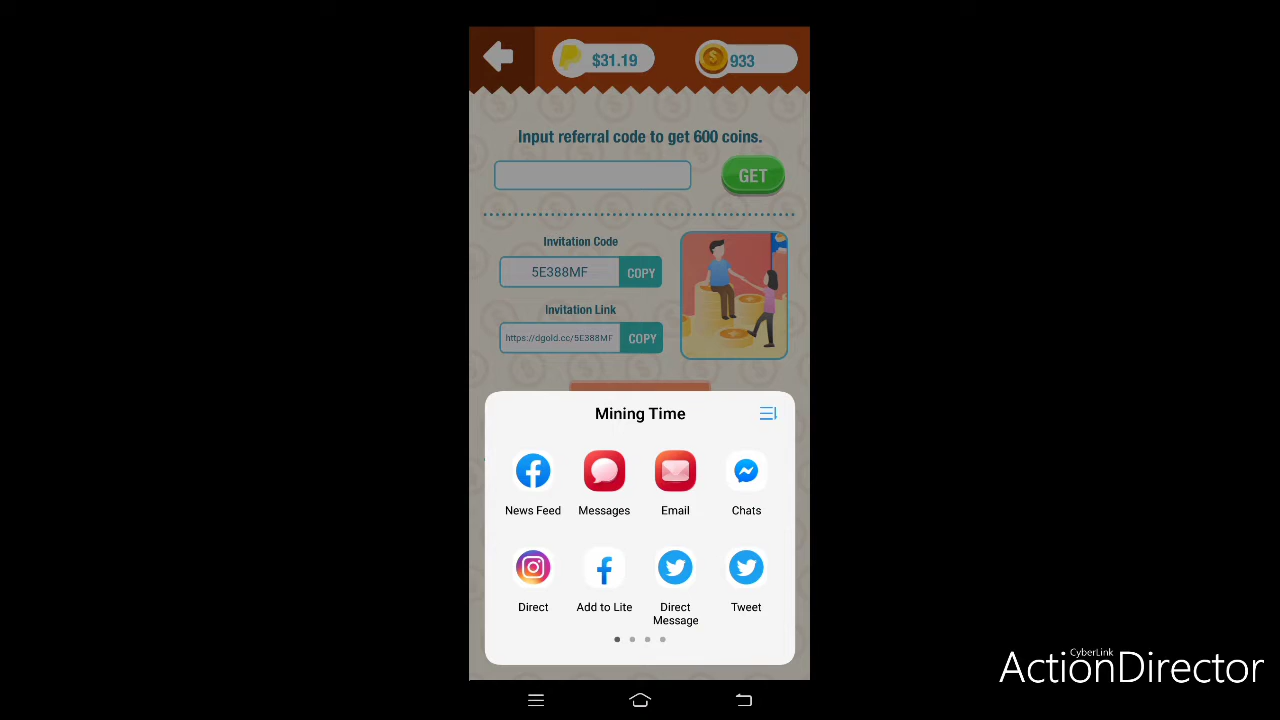 $31.19
933
Input referral code to get 600 coins.
GET
Invitation Code
5E388MF
COPY
Invitation Link
https://dgold.cc/5E388MF
COPY
Mining Time
News Feed
Messages
Email
Chats
Direct
Add to Lite
Direct
Message
Tweet
CyberLink
ActionDirector